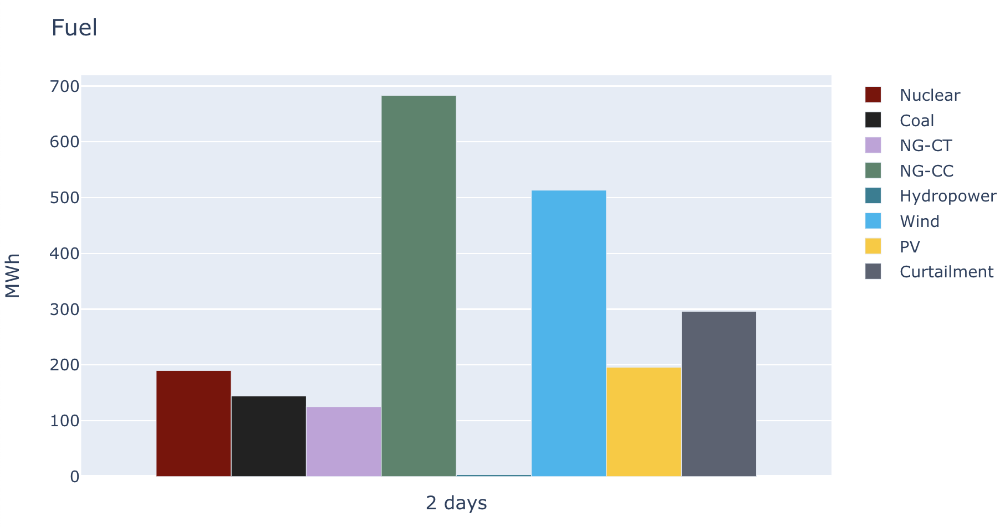 Fuel
MWh
700
600
500
400
300
200
100
0
2 days
Nuclear
Coal
NG-CT
NG-CC
Hydropower
Wind
PV
Curtailment